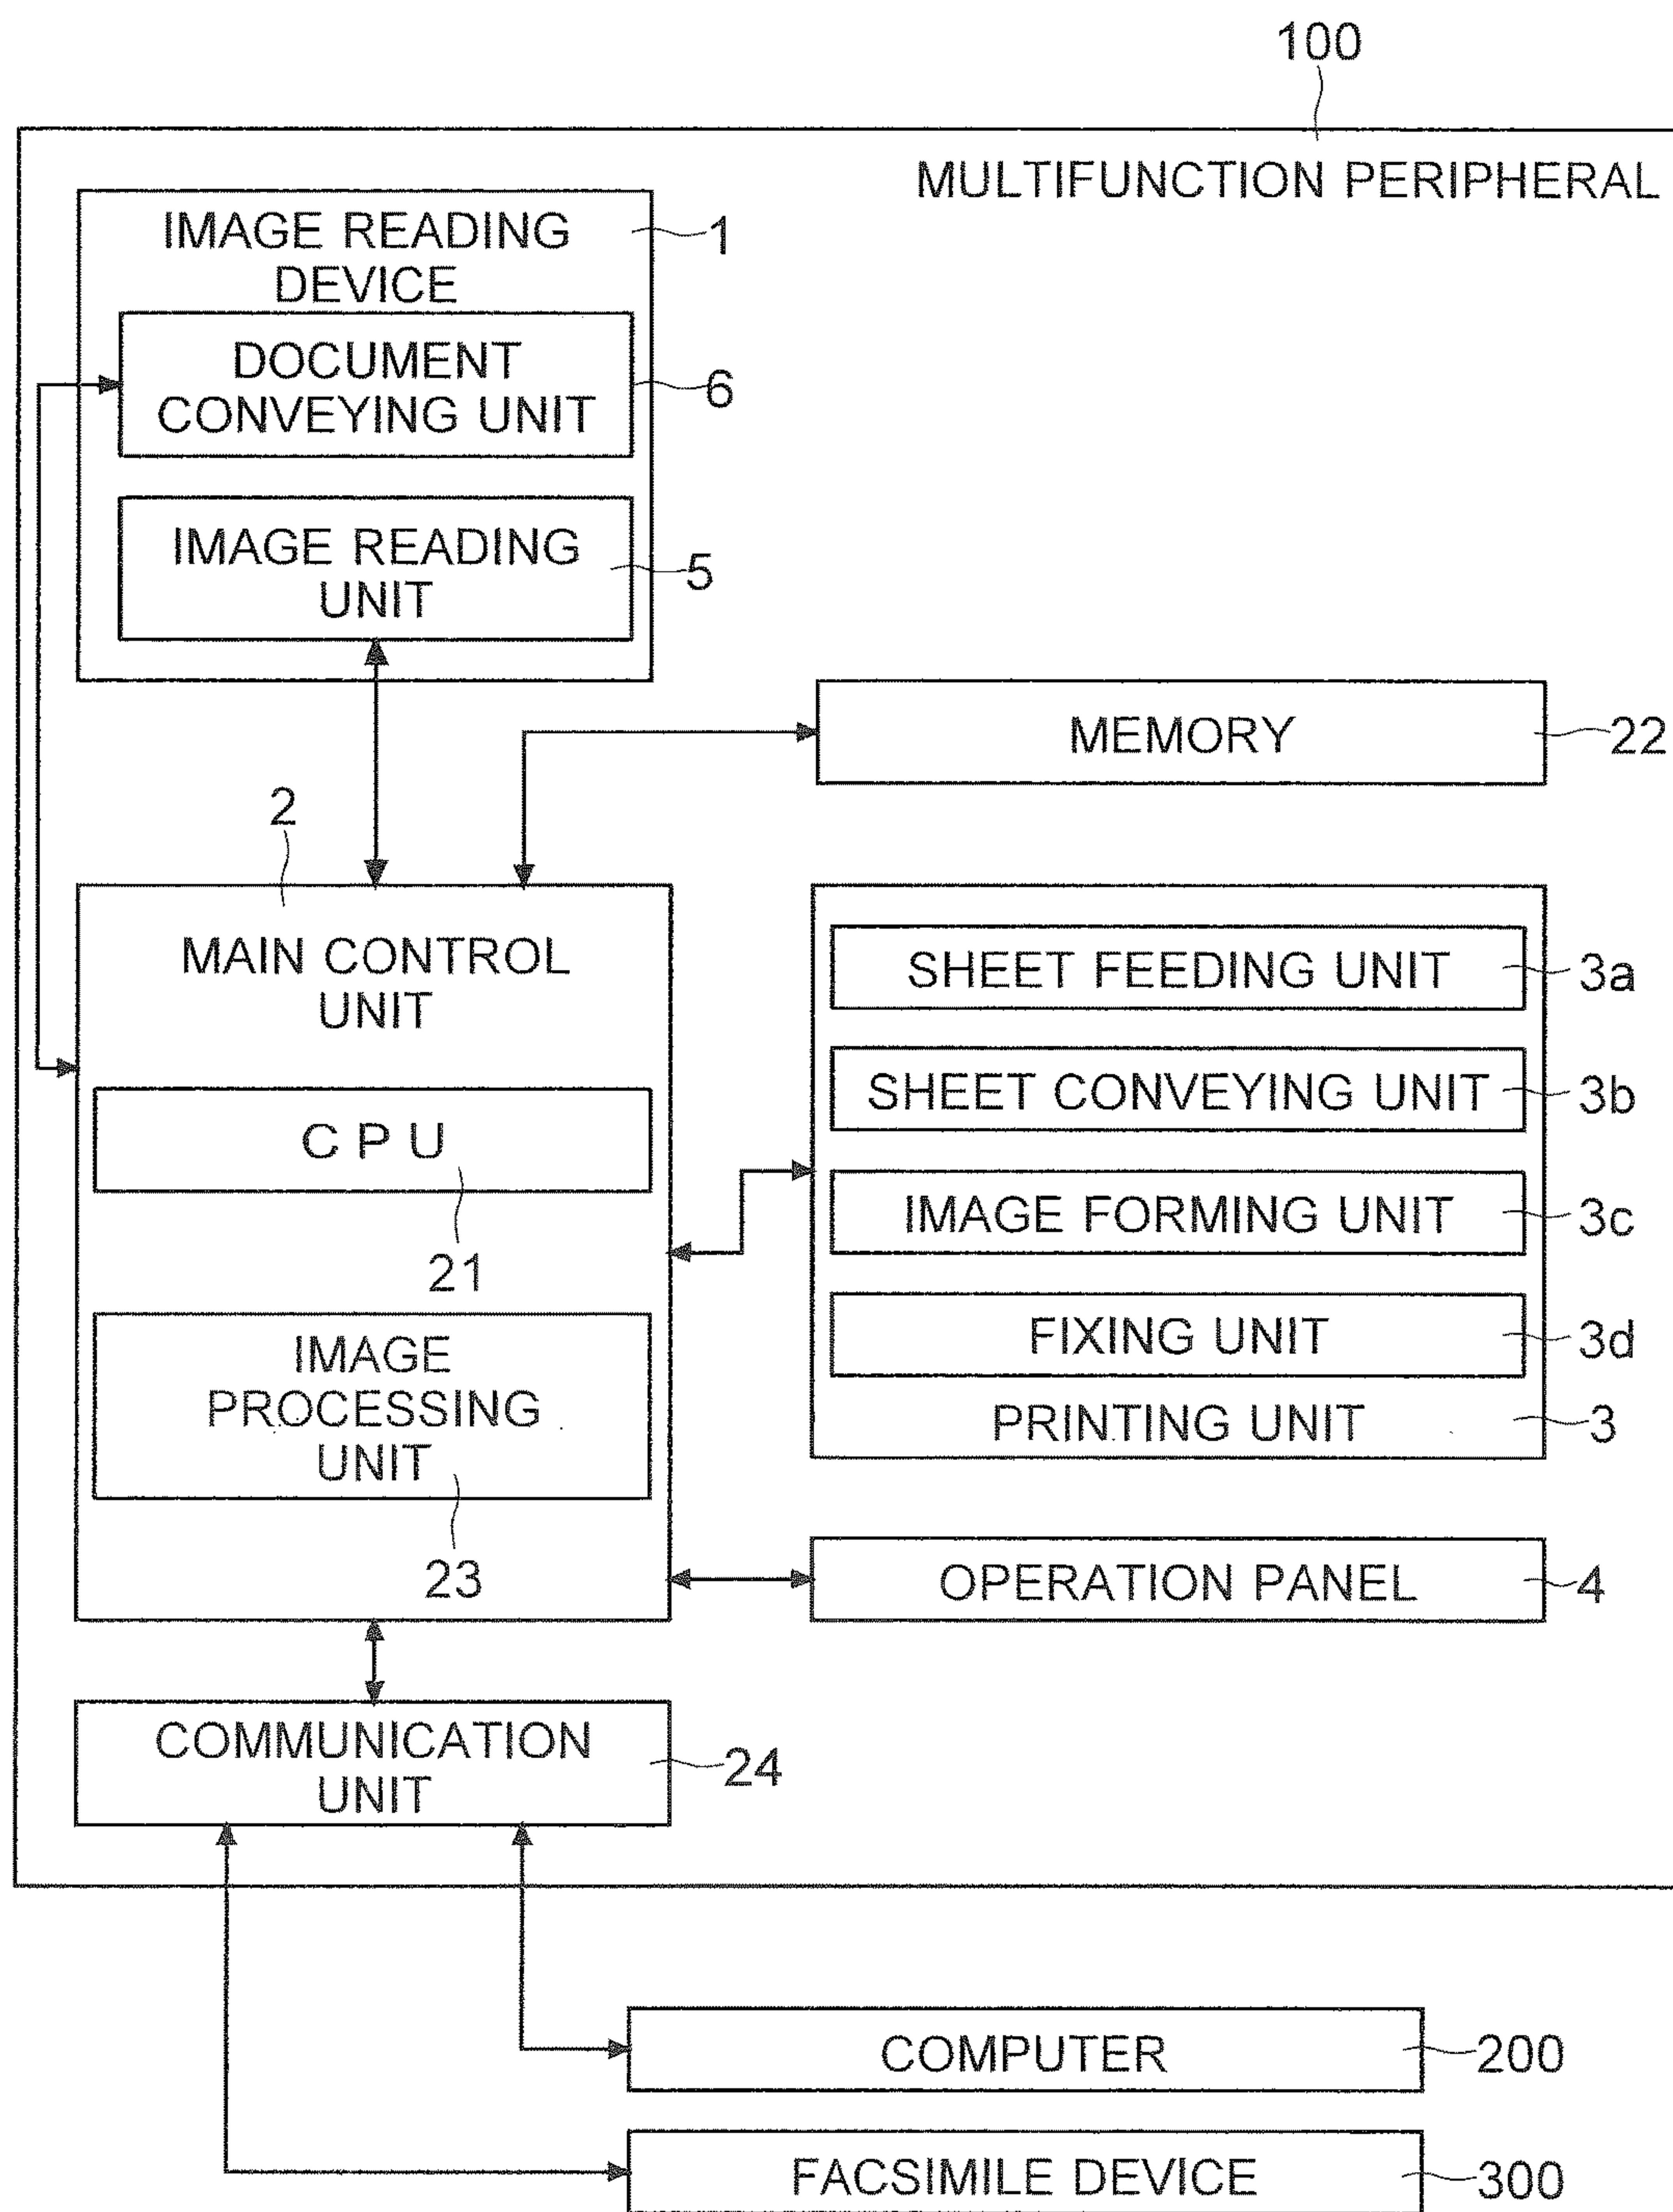 100
MULTIFUNCTION PERIPHERAL
IMAGE READING
DEVICE
1
DOCUMENT
CONVEYING UNIT
6
IMAGE READING
UNIT
5
MEMORY
22
2
MAIN CONTROL
UNIT
CPU
21
IMAGE
PROCESSING
UNIT
23
SHEET FEEDING UNIT
3a
SHEET CONVEYING UNIT
3b
IMAGE FORMING UNIT
3c
FIXING UNIT
3d
PRINTING UNIT
3
OPERATION PANEL
4
COMMUNICATION
UNIT
24
COMPUTER
200
FACSIMILE DEVICE
300